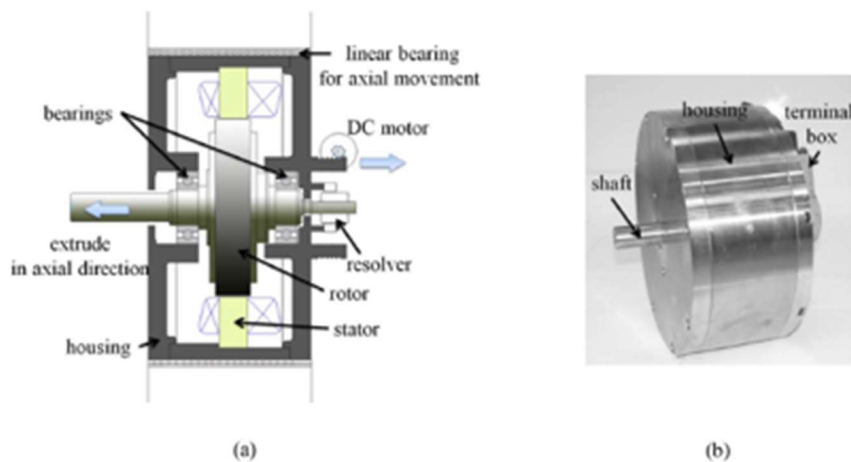 linear bearing
for axial movement
bearings
DC motor
extrude
in axial direction
resolver
rotor
stator
housing
(a)
housing
terminal
box
shaft
(b)